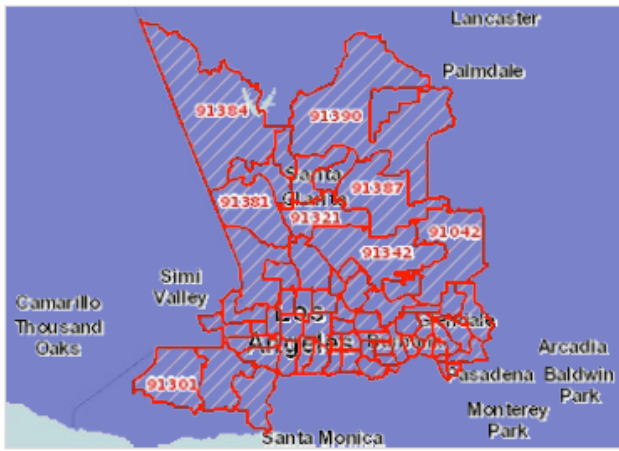 Lancaster
Palmdale
91384
91390
Santa
Clarita
91387
91381
91321
91042
91342
Simi
Valley
Camarillo
Thousand
Oaks
Los
Angeles
Burbank
Glendale
Arcadia
Pasadena
Baldwin
Park
91301
Monterey
Park
Santa Monica